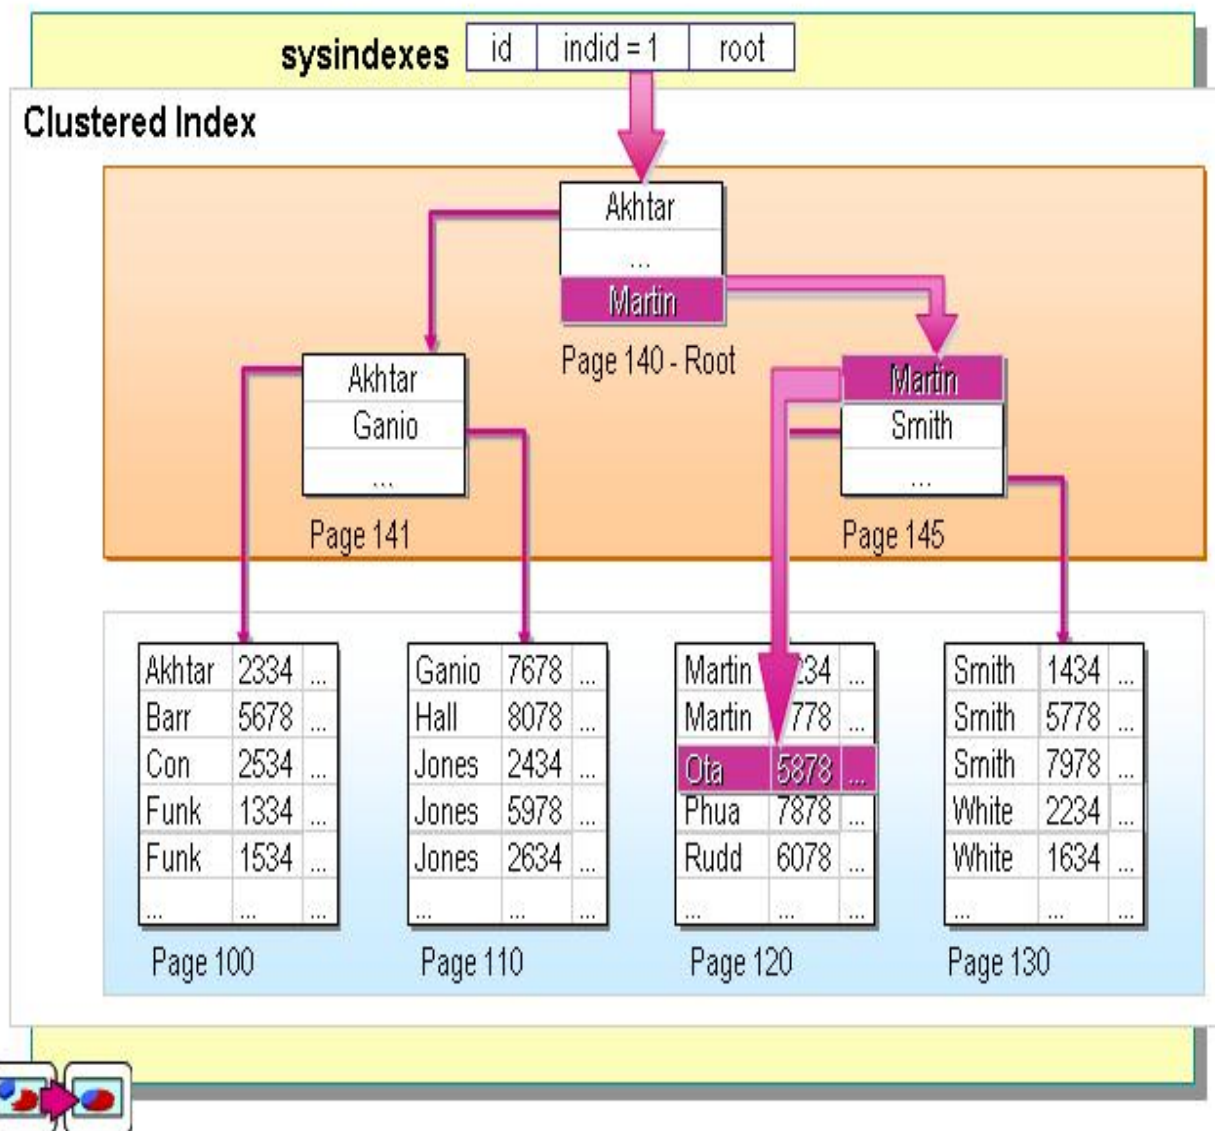 sysindexes id indid = 1 root
Clustered Index
Akhtar
...
Martin
Page 140 - Root
Akhtar
Ganio
...
Page 141
Martin
Smith
...
Page 145
Akhtar 2334 ...
Barr 5678 ...
Con 2534 ...
Funk 1334 ...
Funk 1534 ...
... ... ...
Page 100
Ganio 7678 ...
Hall 8078 ...
Jones 2434 ...
Jones 5978 ...
Jones 2634 ...
... ... ...
Page 110
Martin 234 ...
Martin 778 ...
Ota 5878 ...
Phua 7878 ...
Rudd 6078 ...
... ... ...
Page 120
Smith 1434 ...
Smith 5778 ...
Smith 7978 ...
White 2234 ...
White 1634 ...
... ... ...
Page 130